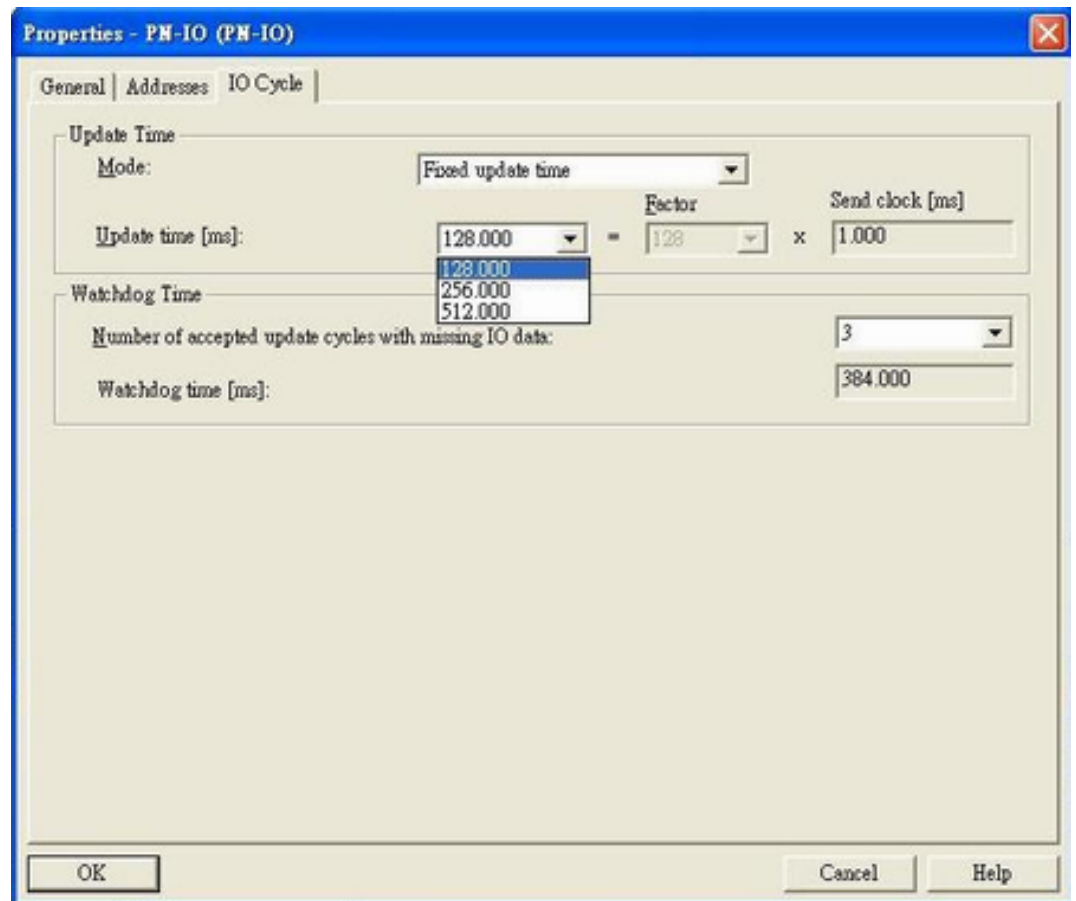 Properties - PN-IO (PN-IO)
General Addresses IO Cycle
Update Time
Mode: Fixed update time
Factor Send clock [ms]
Update time [ms]: 128.000 = 128 x 1.000
128.000
256.000
512.000
Watchdog Time
Number of accepted update cycles with missing IO data: 3
Watchdog time [ms]: 384.000
OK Cancel Help